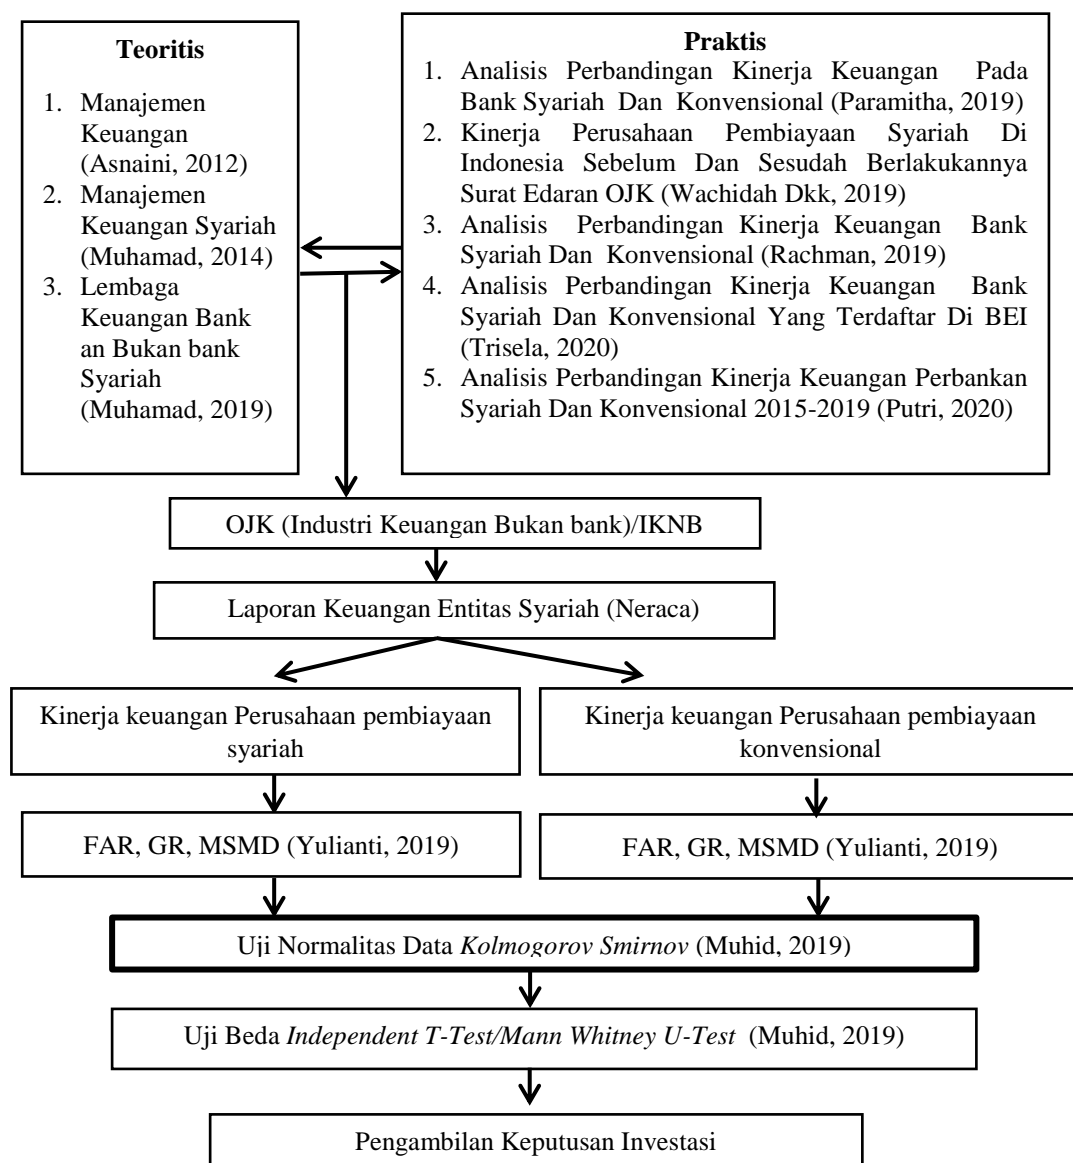 Teoritis
1. Manajemen
Keuangan
(Asnaini, 2012)
2. Manajemen
Keuangan Syariah
(Muhamad, 2014)
3. Lembaga
Keuangan Bank
an Bukan bank
Syariah
(Muhamad, 2019)
Praktis
1. Analisis Perbandingan Kinerja Keuangan Pada
Bank Syariah Dan Konvensional (Paramitha, 2019)
2. Kinerja Perusahaan Pembiayaan Syariah Di
Indonesia Sebelum Dan Sesudah Berlakukannya
Surat Edaran OJK (Wachidah Dkk, 2019)
3. Analisis Perbandingan Kinerja Keuangan Bank
Syariah Dan Konvensional (Rachman, 2019)
4. Analisis Perbandingan Kinerja Keuangan Bank
Syariah Dan Konvensional Yang Terdaftar Di BEI
(Trisela, 2020)
5. Analisis Perbandingan Kinerja Keuangan Perbankan
Syariah Dan Konvensional 2015-2019 (Putri, 2020)
OJK (Industri Keuangan Bukan bank)/IKNB
Laporan Keuangan Entitas Syariah (Neraca)
Kinerja keuangan Perusahaan pembiayaan
syariah
Kinerja keuangan Perusahaan pembiayaan
konvensional
FAR, GR, MSMD (Yulianti, 2019)
FAR, GR, MSMD (Yulianti, 2019)
Uji Normalitas Data Kolmogorov Smirnov (Muhid, 2019)
Uji Beda Independent T-Test/Mann Whitney U-Test (Muhid, 2019)
Pengambilan Keputusan Investasi